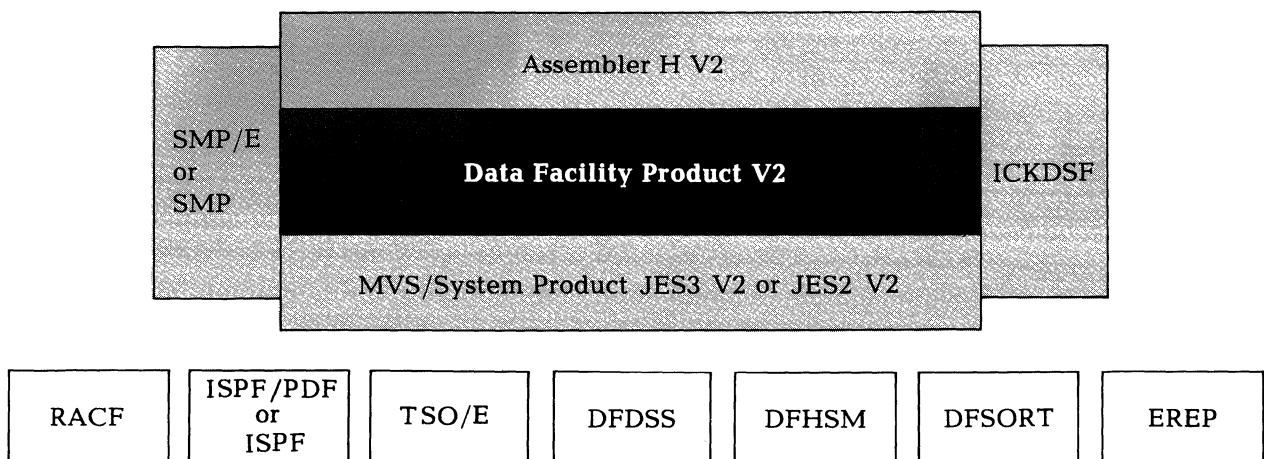 Assembler H V2
SMP/E
or
SMP
Data Facility Product V2
ICKDSF
MVS/System Product JES3 V2 or JES2 V2
RACF
ISPF/PDF
or
ISPF
TSO/E
DFDSS
DFHSM
DFSORT
EREP